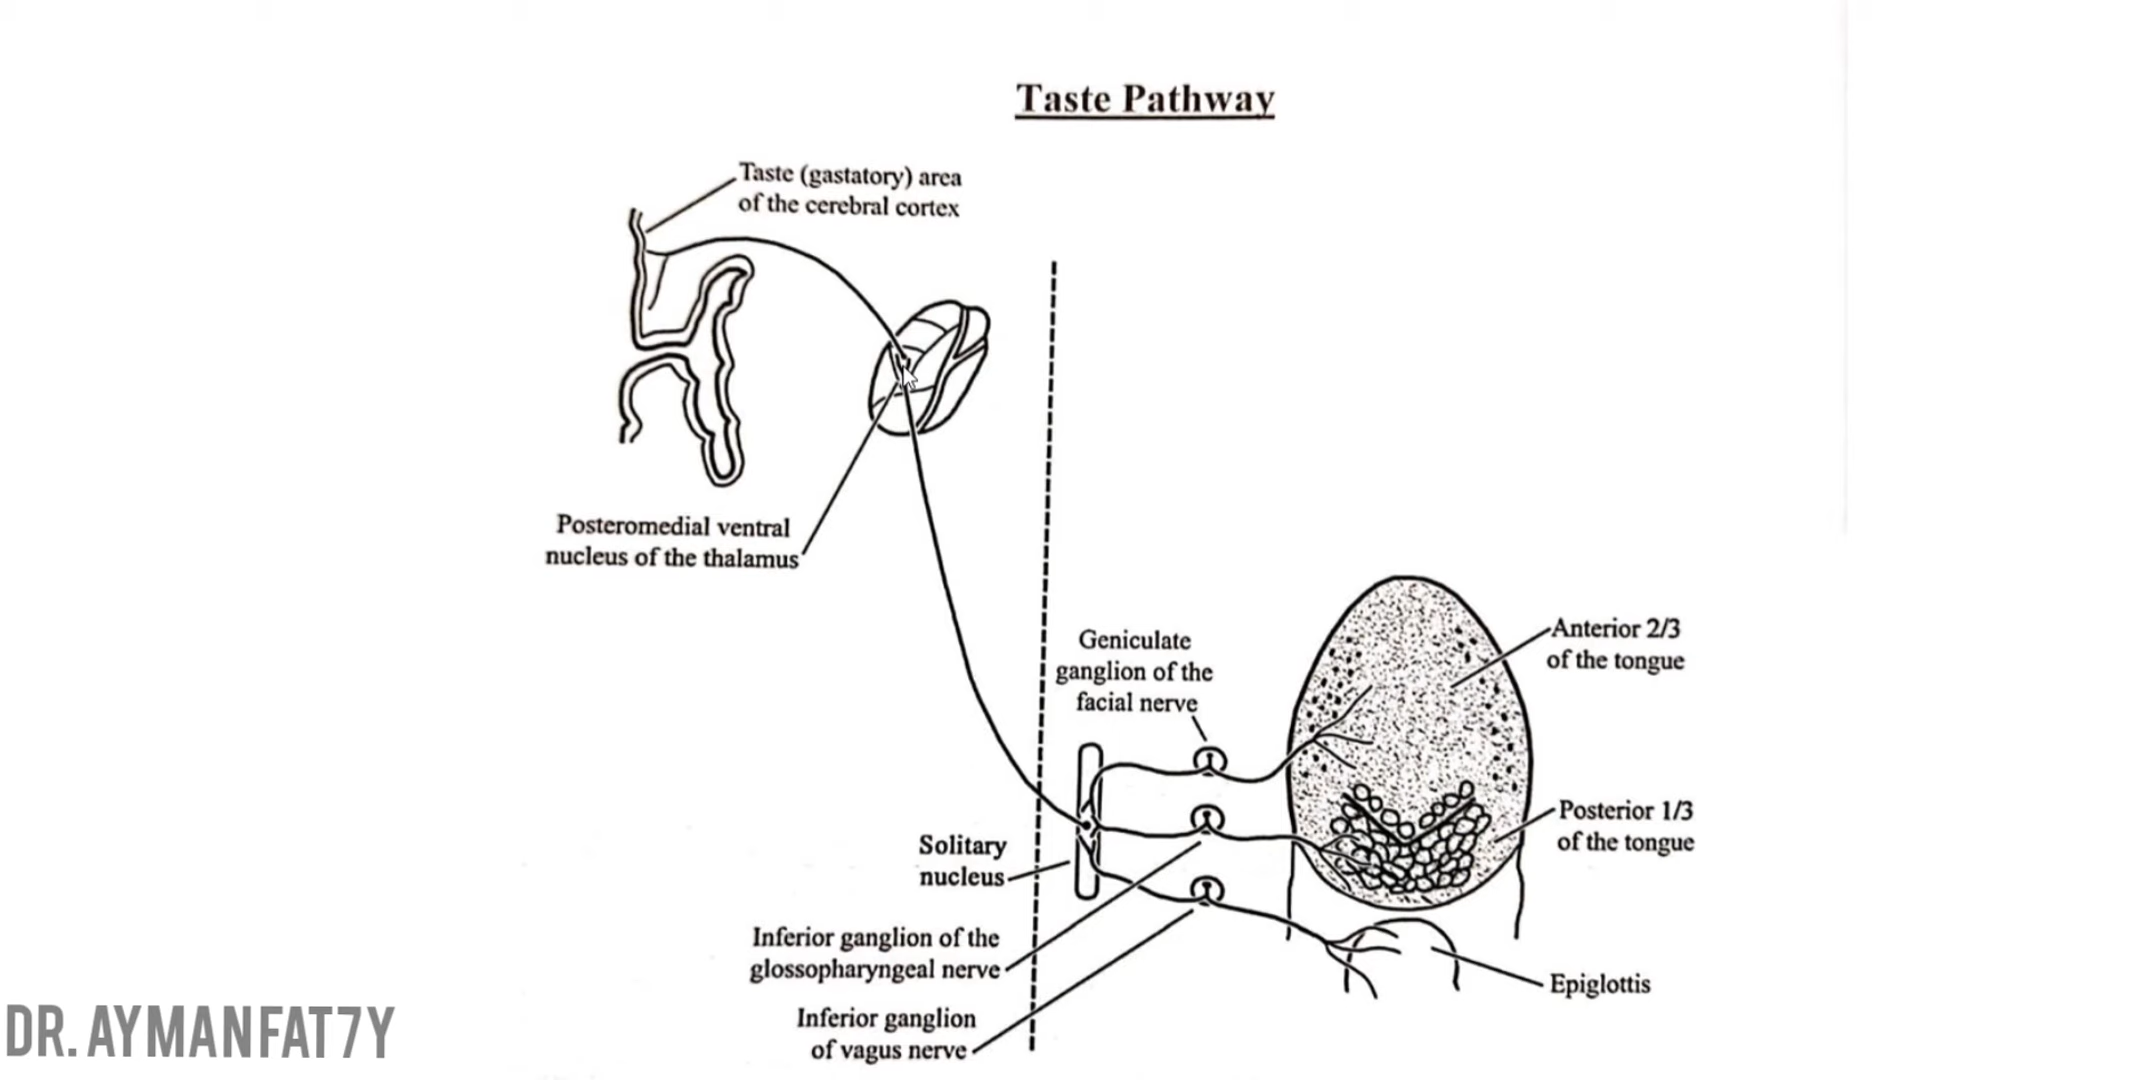 Taste Pathway
Taste (gastatory) area
of the cerebral cortex
Posteromedial ventral
nucleus of the thalamus
Geniculate
ganglion of the
facial nerve
Anterior 2/3
of the tongue
Posterior 1/3
of the tongue
Solitary
nucleus
Inferior ganglion of the
glossopharyngeal nerve
Epiglottis
Inferior ganglion
of vagus nerve
DR. AYMANFAT7Y